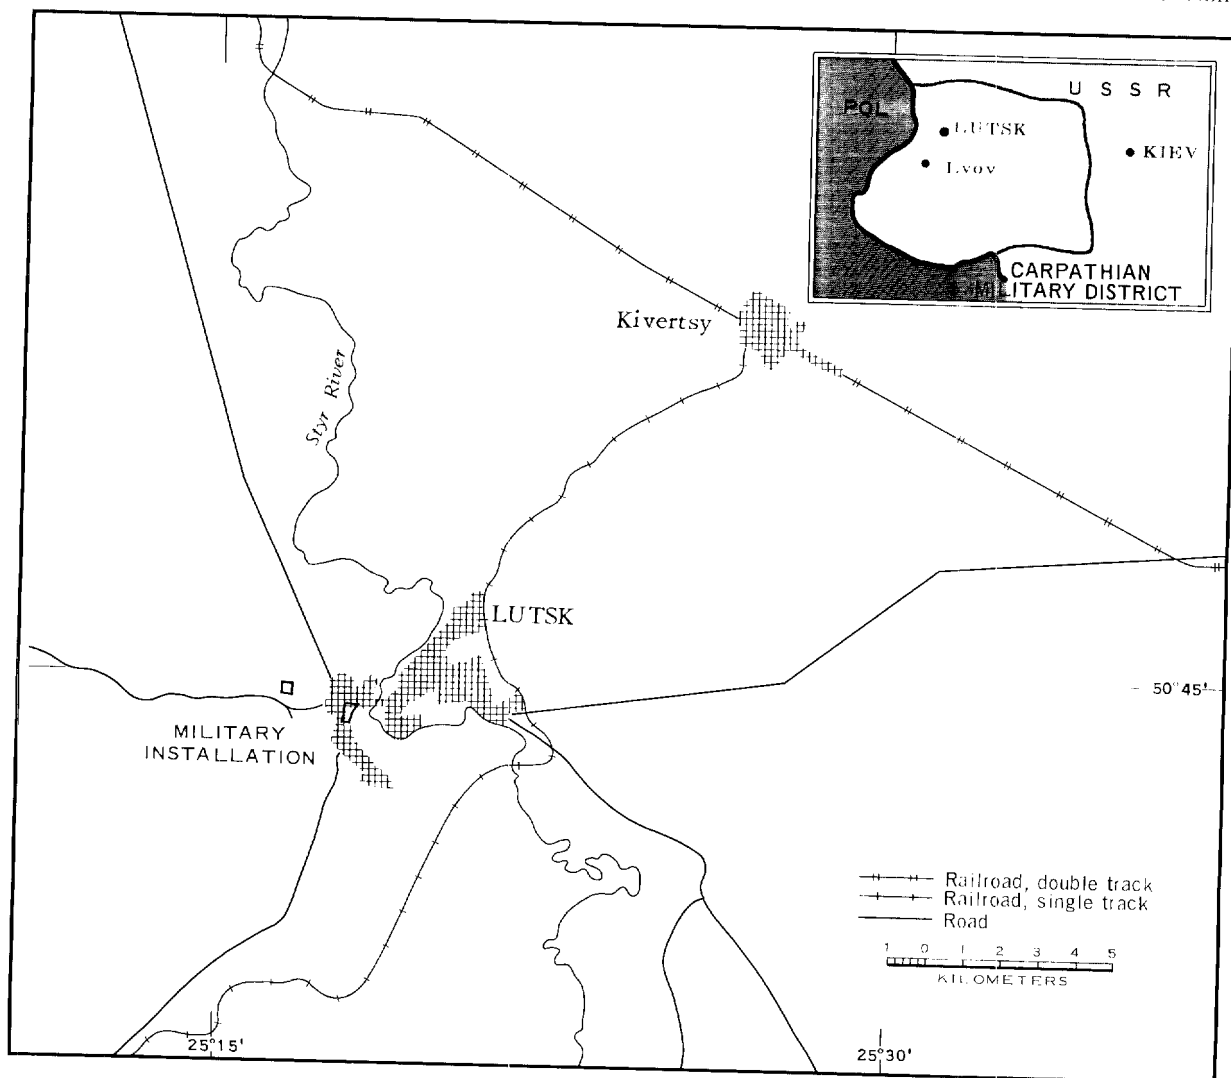 U S S R
POL
LUTSK
KIEV
Lvov
CARPATHIAN
MILITARY DISTRICT
Kivertsy
Styr River
LUTSK
50°45'
MILITARY
INSTALLATION
Railroad, double track
Railroad, single track
Road
1 0 1 2 3 4 5
KILOMETERS
25°15'
25°30'